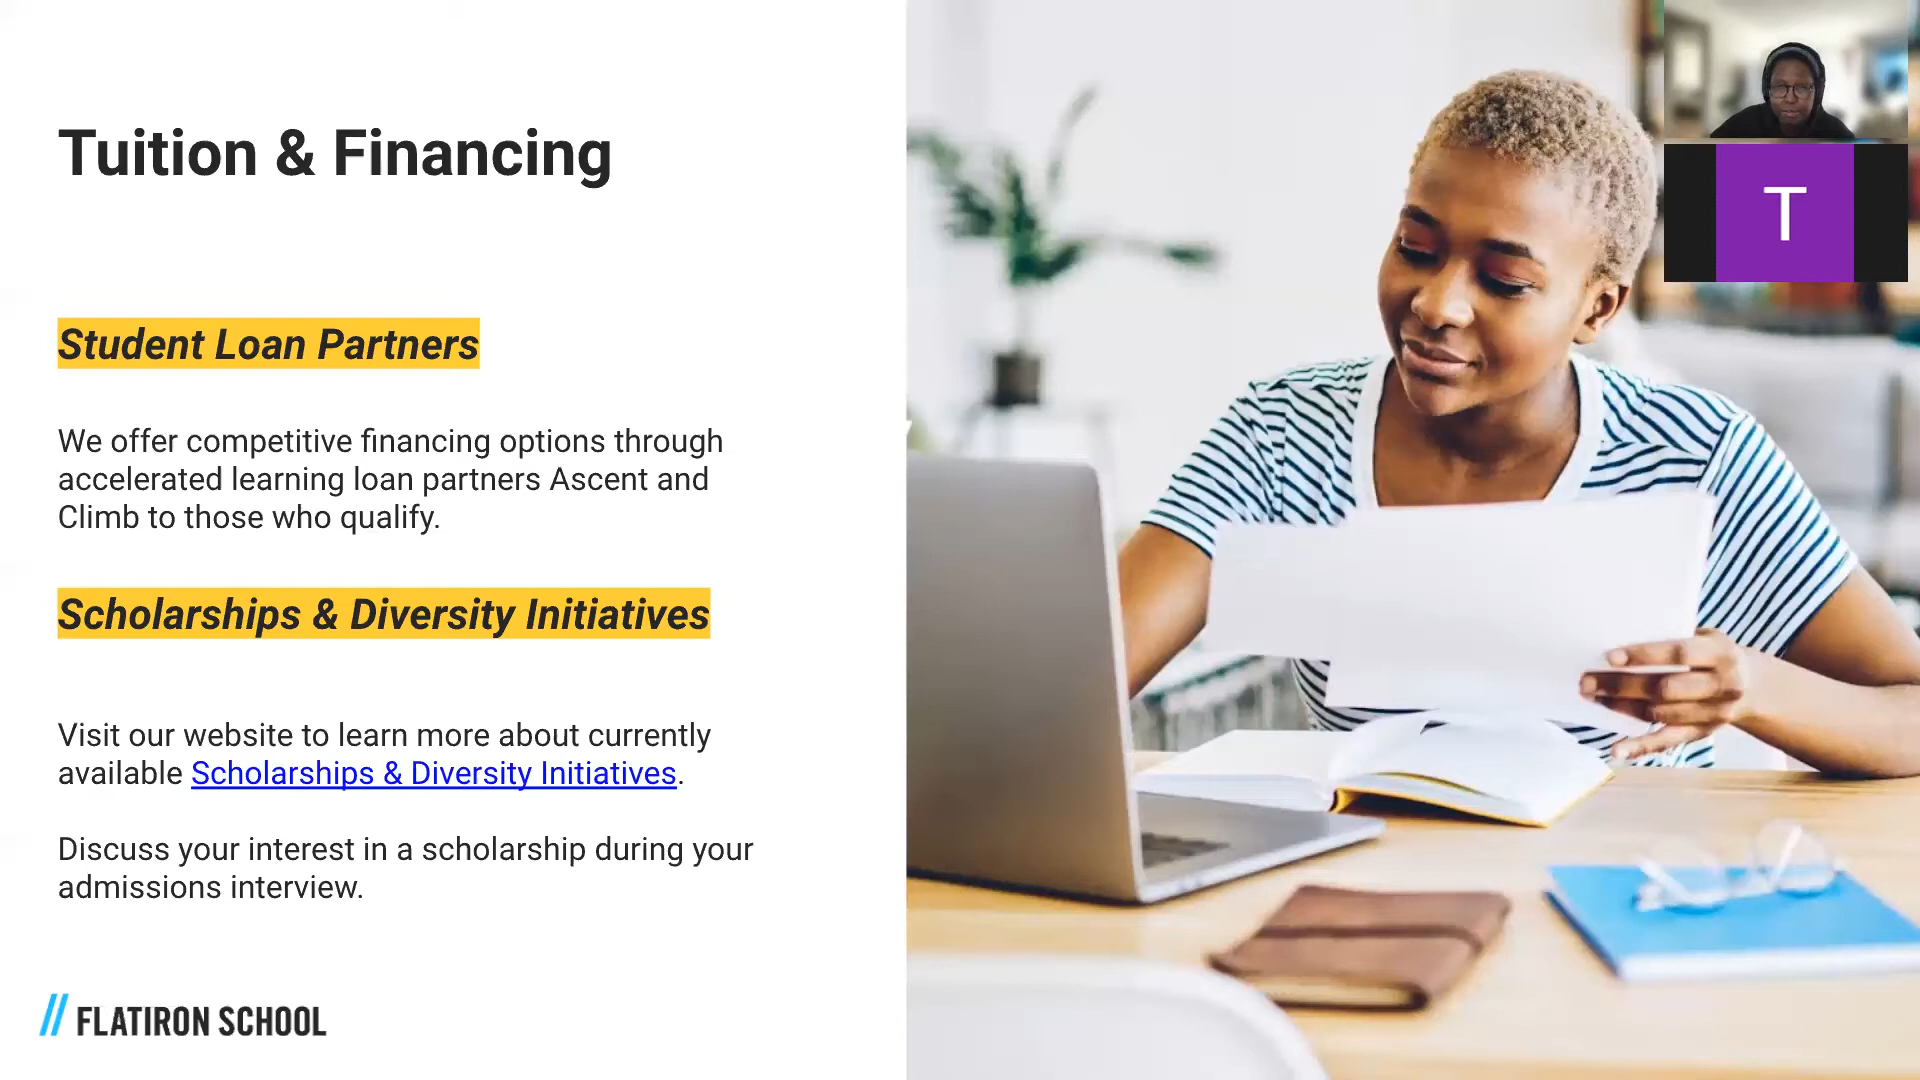 Tuition & Financing
Student Loan Partners
We offer competitive financing options through
accelerated learning loan partners Ascent and
Climb to those who qualify.
Scholarships & Diversity Initiatives
Visit our website to learn more about currently
available Scholarships & Diversity Initiatives.
Discuss your interest in a scholarship during your
admissions interview.
FLATIRON SCHOOL
T